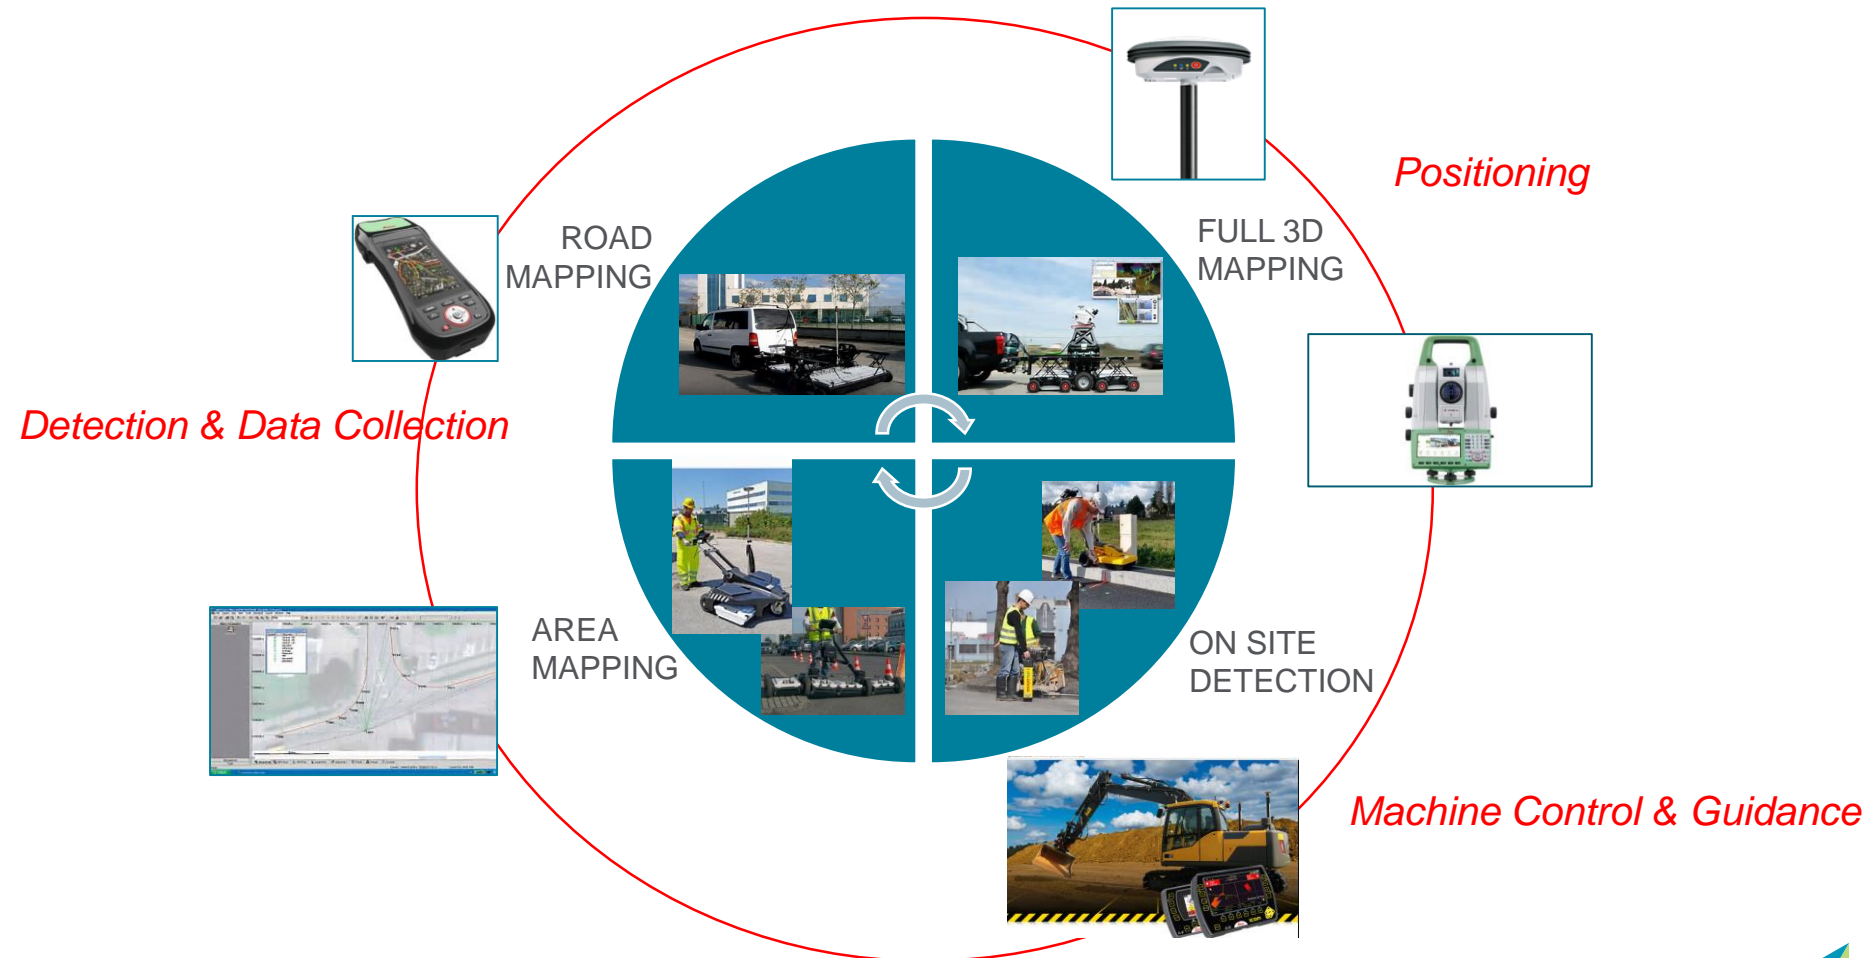 Positioning
ROAD
MAPPING
FULL 3D
MAPPING
Detection & Data Collection
AREA
MAPPING
ON SITE
DETECTION
Machine Control & Guidance